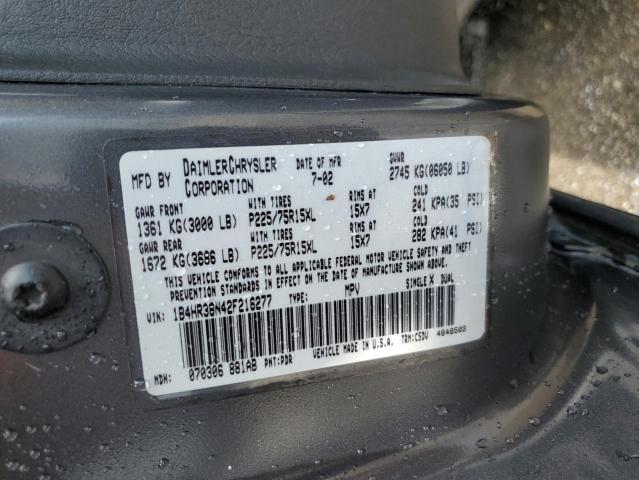 MFD BY DAIMLERCHRYSLER CORPORATION DATE OF MFR 7-02 GVWR 2745 KG(06050 LB)
GAWR FRONT WITH TIRES RIMS AT COLD
1361 KG(3000 LB) P225/75R15XL 15X7 241 KPA(35 PSI)
GAWR REAR WITH TIRES RIMS AT COLD
1672 KG(3686 LB) P225/75R15XL 15X7 282 KPA(41 PSI)
THIS VEHICLE CONFORMS TO ALL APPLICABLE FEDERAL MOTOR VEHICLE SAFETY AND THEFT
PREVENTION STANDARDS IN EFFECT ON THE DATE OF MANUFACTURE SHOWN ABOVE.
VIN: 1B4HR38N42F216277 TYPE: MPV SINGLE X DUAL
MDH: 070306 881AB PNT: PDR VEHICLE MADE IN U.S.A. TRM:C5DV 4648503